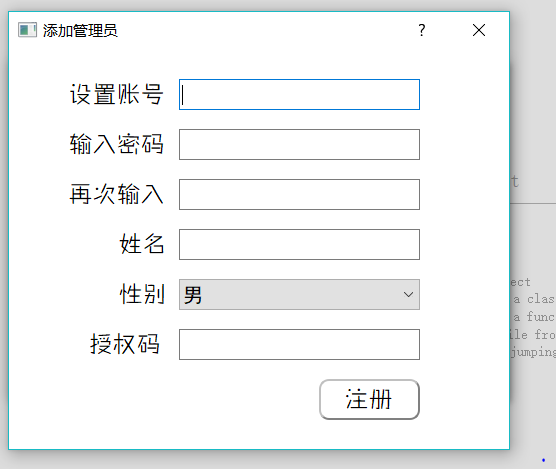 添加管理员
?
设置账号
输入密码
再次输入
姓名
性别 男
授权码
注册
t
ect
a clas
a func
ile fro
jumping